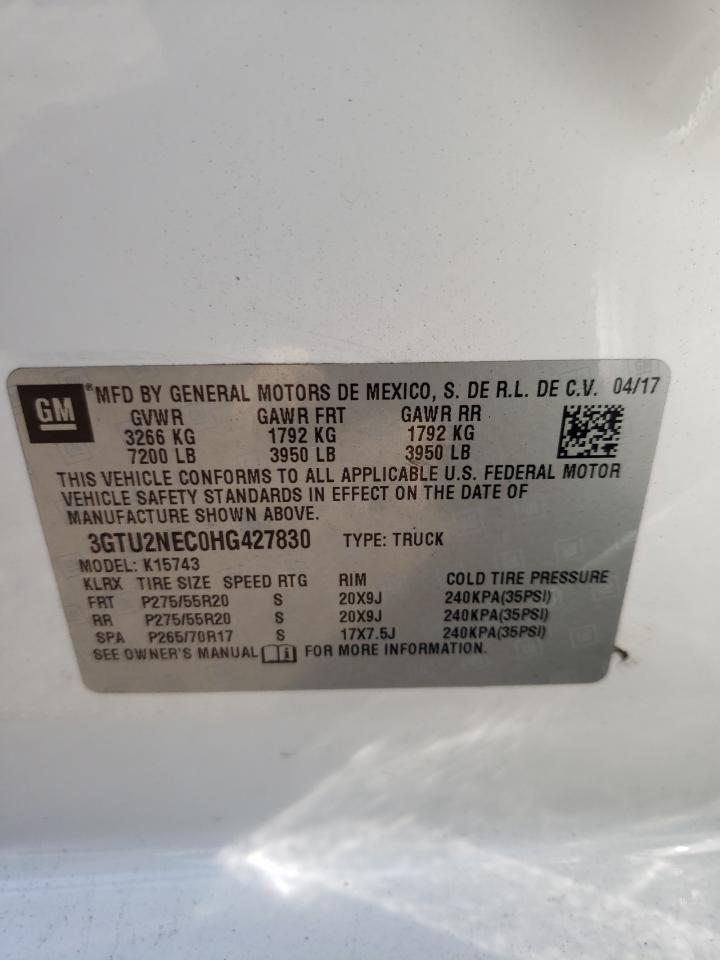 GM
®MFD BY GENERAL MOTORS DE MEXICO, S. DE R.L. DE C.V. 04/17
GVWR GAWR FRT GAWR RR
3266 KG 1792 KG 1792 KG
7200 LB 3950 LB 3950 LB
THIS VEHICLE CONFORMS TO ALL APPLICABLE U.S. FEDERAL MOTOR
VEHICLE SAFETY STANDARDS IN EFFECT ON THE DATE OF
MANUFACTURE SHOWN ABOVE.
3GTU2NEC0HG427830 TYPE: TRUCK
MODEL: K15743
KLRX TIRE SIZE SPEED RTG RIM COLD TIRE PRESSURE
FRT P275/55R20 S 20X9J 240KPA(35PSI)
RR P275/55R20 S 20X9J 240KPA(35PSI)
SPA P265/70R17 S 17X7.5J 240KPA(35PSI)
SEE OWNER'S MANUAL i FOR MORE INFORMATION.